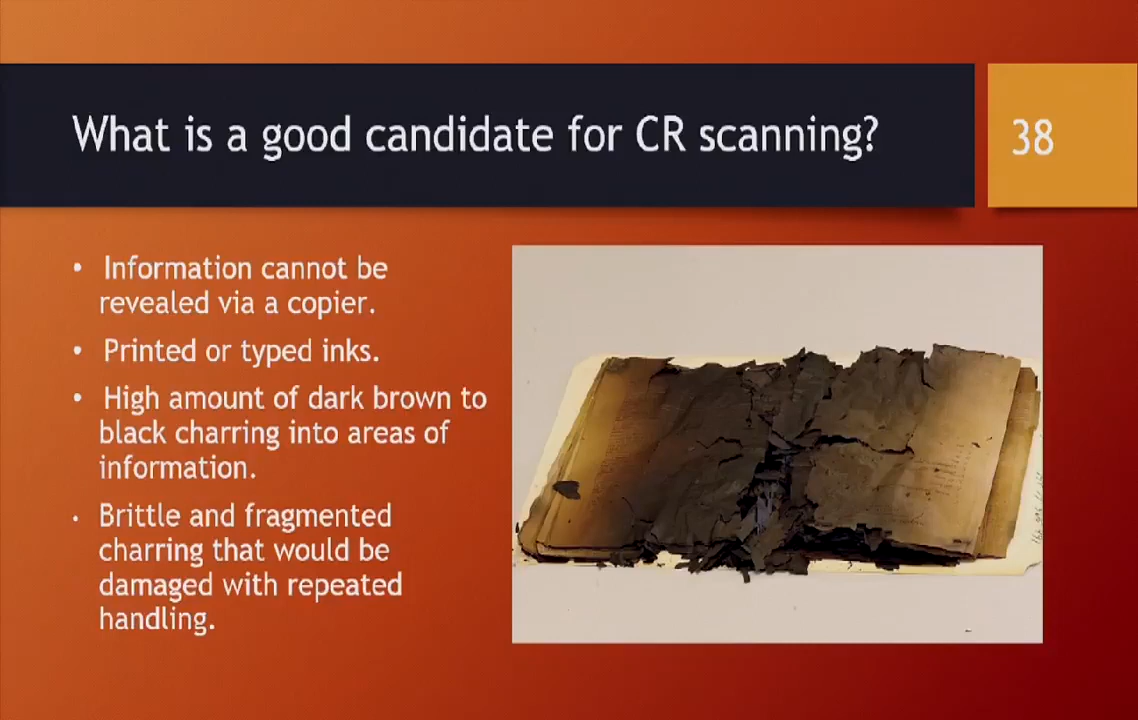 What is a good candidate for CR scanning?
38
• Information cannot be
revealed via a copier.
• Printed or typed inks.
• High amount of dark brown to
black charring into areas of
information.
• Brittle and fragmented
charring that would be
damaged with repeated
handling.